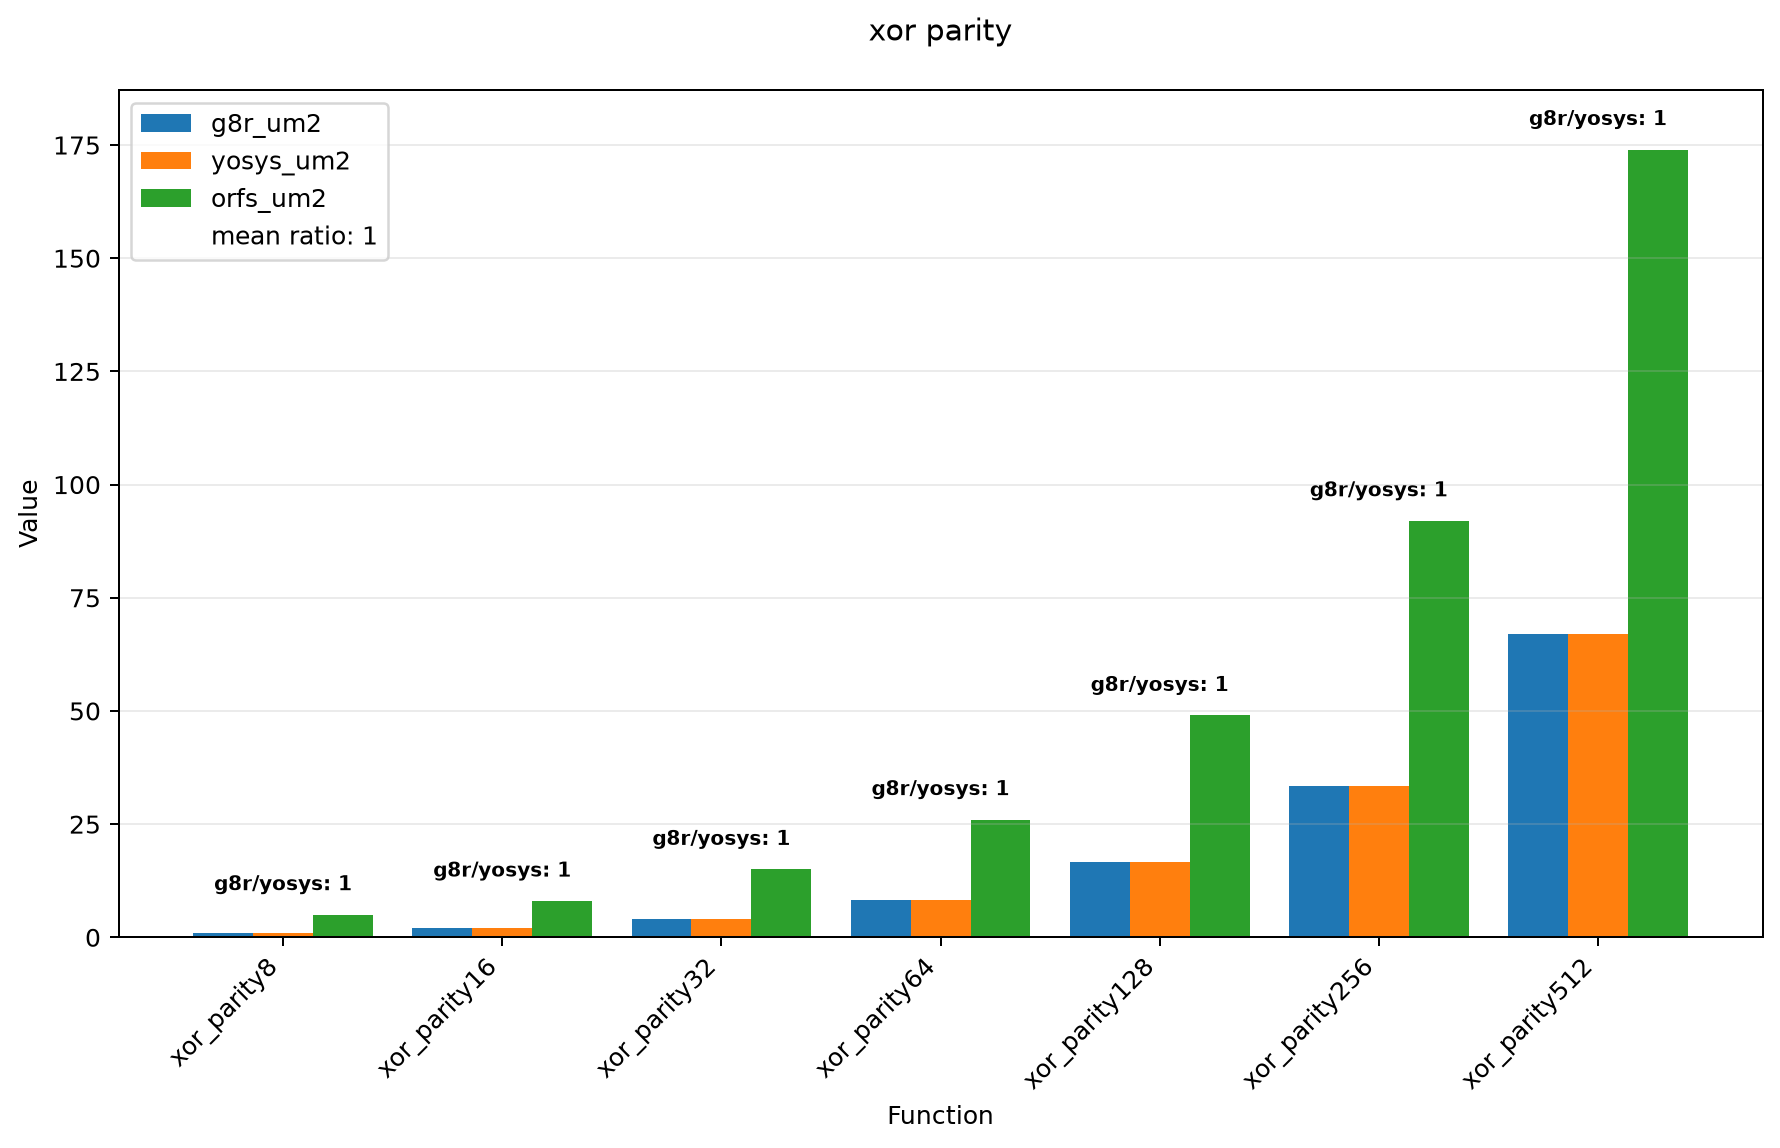 xor parity
g8r_um2
yosys_um2
orfs_um2
mean ratio: 1
Value
175
150
125
100
75
50
25
0
g8r/yosys: 1
g8r/yosys: 1
g8r/yosys: 1
g8r/yosys: 1
g8r/yosys: 1
g8r/yosys: 1
g8r/yosys: 1
xor_parity8
xor_parity16
xor_parity32
xor_parity64
xor_parity128
xor_parity256
xor_parity512
Function